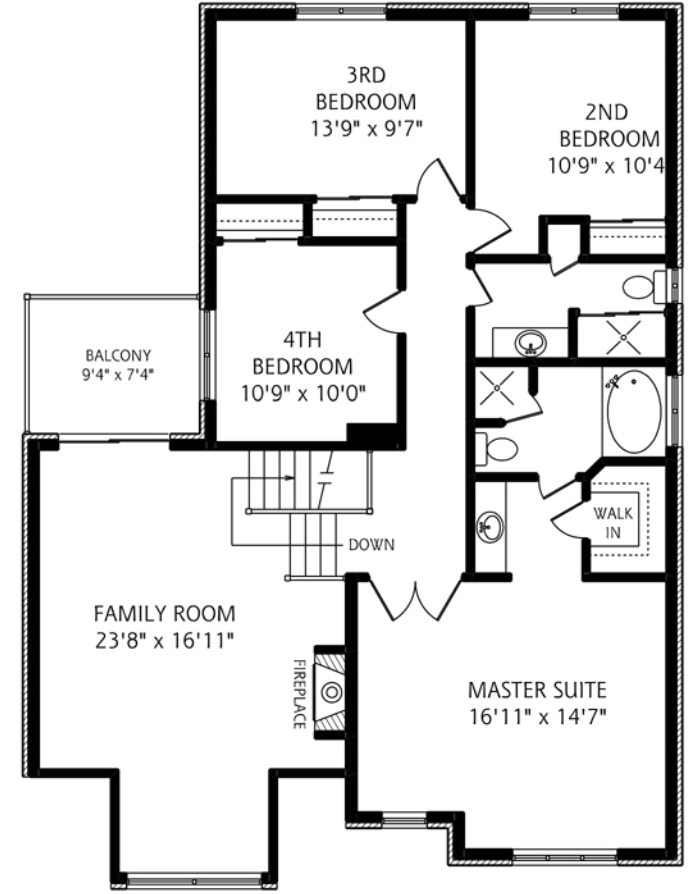 3RD
BEDROOM
13'9" x 9'7"
2ND
BEDROOM
10'9" x 10'4
BALCONY
9'4" x 7'4"
4TH
BEDROOM
10'9" x 10'0"
WALK
IN
DOWN
FAMILY ROOM
23'8" x 16'11"
FIREPLACE
MASTER SUITE
16'11" x 14'7"